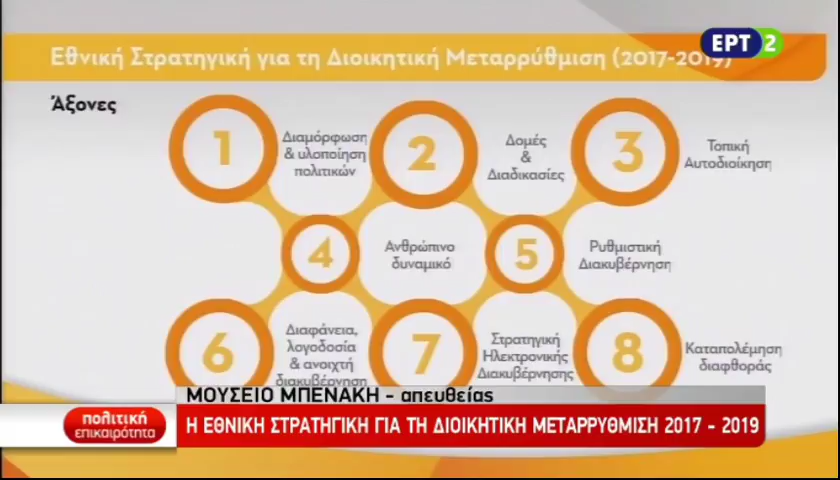 ΕΡΤ2
Εθνική Στρατηγική για τη Διοικητική Μεταρρύθμιση (2017-2019)
Άξονες
1
Διαμόρφωση
& υλοποίηση
πολιτικών
2
Δομές
&
Διαδικασίες
3
Τοπική
Αυτοδιοίκηση
4
Ανθρώπινο
δυναμικό
5
Ρυθμιστική
Διακυβέρνηση
6
Διαφάνεια,
λογοδοσία
& ανοιχτή
διακυβέρνηση
7
Στρατηγική
Ηλεκτρονικής
Διακυβέρνησης
8
Καταπολέμηση
διαφθοράς
ΜΟΥΣΕΙΟ ΜΠΕΝΑΚΗ - απευθείας
πολιτική
επικαιρότητα
Η ΕΘΝΙΚΗ ΣΤΡΑΤΗΓΙΚΗ ΓΙΑ ΤΗ ΔΙΟΙΚΗΤΙΚΗ ΜΕΤΑΡΡΥΘΜΙΣΗ 2017 - 2019